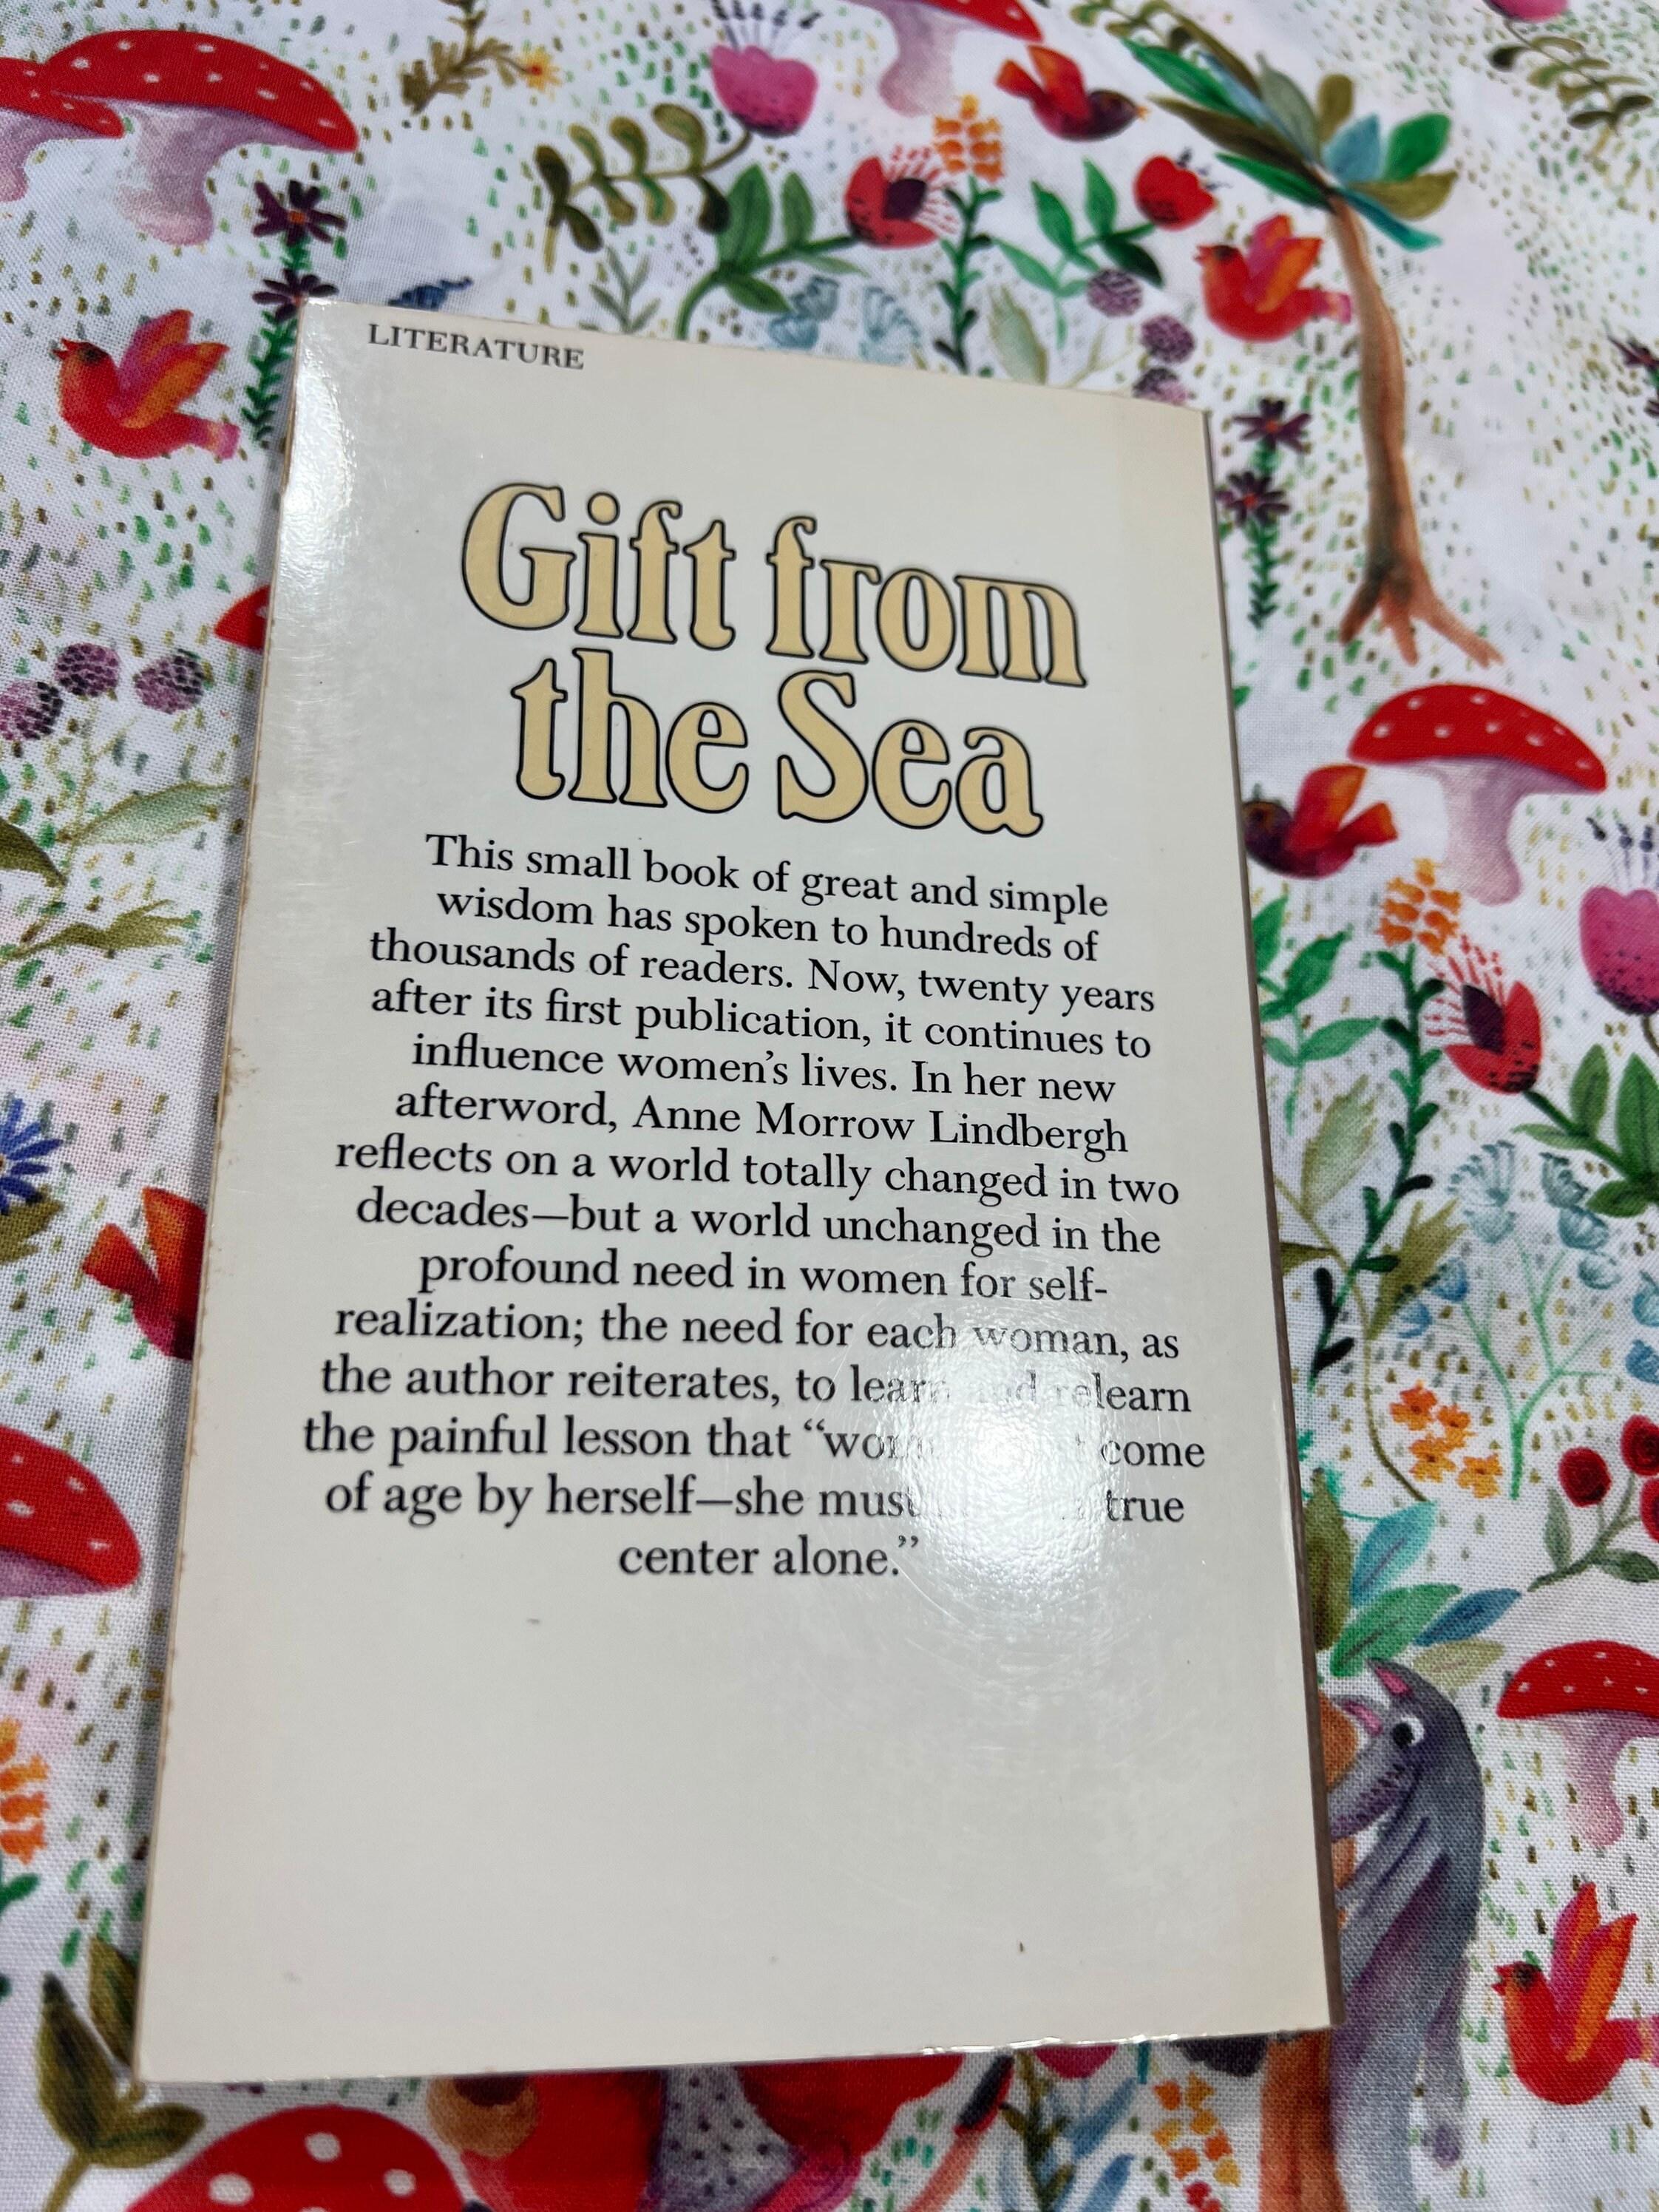 LITERATURE
Gift from
the Sea
This small book of great and simple
wisdom has spoken to hundreds of
thousands of readers. Now, twenty years
after its first publication, it continues to
influence women's lives. In her new
afterword, Anne Morrow Lindbergh
reflects on a world totally changed in two
decades—but a world unchanged in the
profound need in women for self-
realization; the need for each woman, as
the author reiterates, to learn and relearn
the painful lesson that “ come
of age by herself—she must true
center alone.”